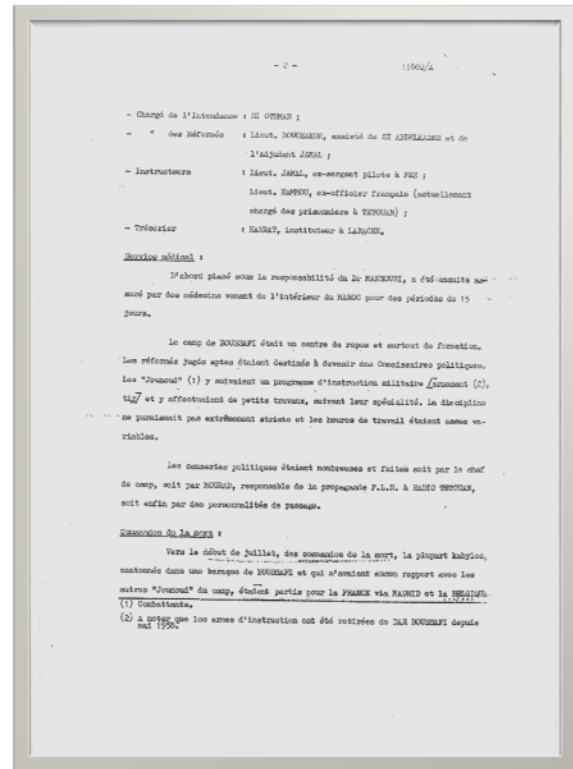 - 2 -
11802/A
- Chargé de l'Intendance : SI OTHMAN ;
- " des Réformés : Lieut. BOUCHAKOR, assisté de SI ABDELKADER et de
l'Adjudant JAMAL ;
- Instructeurs : Lieut. JAMAL, ex-sergent pilote à FEZ ;
Lieut. HAMMOU, ex-officier français (actuellement
chargé des prisonniers à TETOUAN) ;
- Trésorier : , instituteur à LARACHE.
Service médical :
D'abord placé sous la responsabilité du Dr MANSOURI, a été ensuite as-
suré par des médecins venant de l'intérieur du MAROC pour des périodes de 15
jours.
Le camp de BOUSSAFI était un centre de repos et surtout de formation.
Les réformés jugés aptes étaient destinés à devenir des Commissaires politiques.
Les "Jounoud" (1) y suivaient un programme d'instruction militaire /armement (2),
tir/ et y affectuaient de petits travaux, suivant leur spécialité. La discipline
ne paraissait pas extrêmement stricte et les heures de travail étaient assez va-
riables.
Les causeries politiques étaient nombreuses et faites soit par le chef
de camp, soit par MOURAD, responsable de la propagande F.L.N. à RADIO TETOUAN,
soit enfin par des personnalités de passage.
Commandos de la mort :
Vers le début de juillet, des commandos de la mort, la plupart kabyles,
cantonnés dans une baraque de BOUSSAFI et qui n'avaient aucun rapport avec les
autres "Jounoud" du camp, étaient partis pour la FRANCE via MADRID et la BELGIQUE.
(1) Combattants.
(2) A noter que les armes d'instruction ont été retirées de DAR BOUSSAFI depuis
mai 1958.